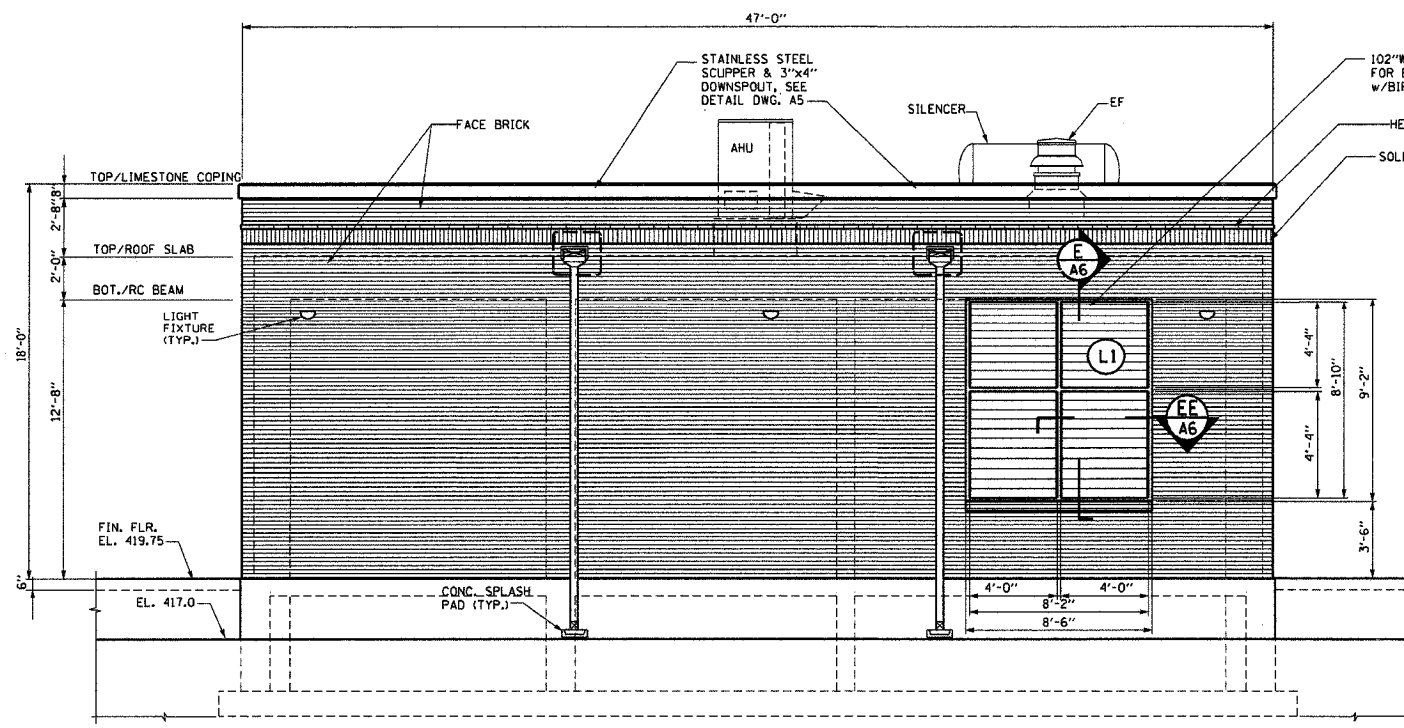 47'-0"
STAINLESS STEEL
SCUPPER & 3"x4"
DOWNSPOUT, SEE
DETAIL DWG. A5
102"W
FOR
w/BIF
SILENCER
EF
FACE BRICK
AHU
HE
TOP/LIMESTONE COPING
8"
2'-8"
TOP/ROOF SLAB
2'-0"
BOT./RC BEAM
E
A6
LIGHT
FIXTURE
(TYP.)
18'-0"
12'-8"
L1
4'-4"
8'-10"
9'-2"
EE
A6
4'-4"
3'-6"
FIN. FLR.
EL. 419.75
6"
EL. 417.0
CONC. SPLASH
PAD (TYP.)
4'-0"
4'-0"
8'-2"
8'-6"